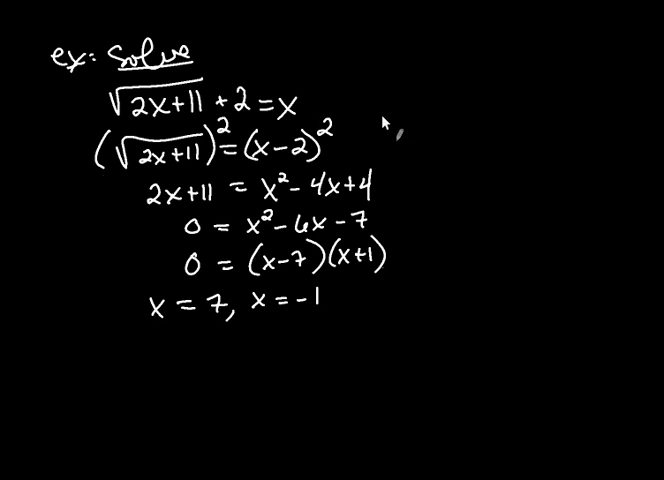 ex: Solve
√(2x+11) + 2 = x
(√(2x+11))² = (x-2)²
2x+11 = x² - 4x+4
0 = x² - 6x - 7
0 = (x-7)(x+1)
x = 7, x = -1